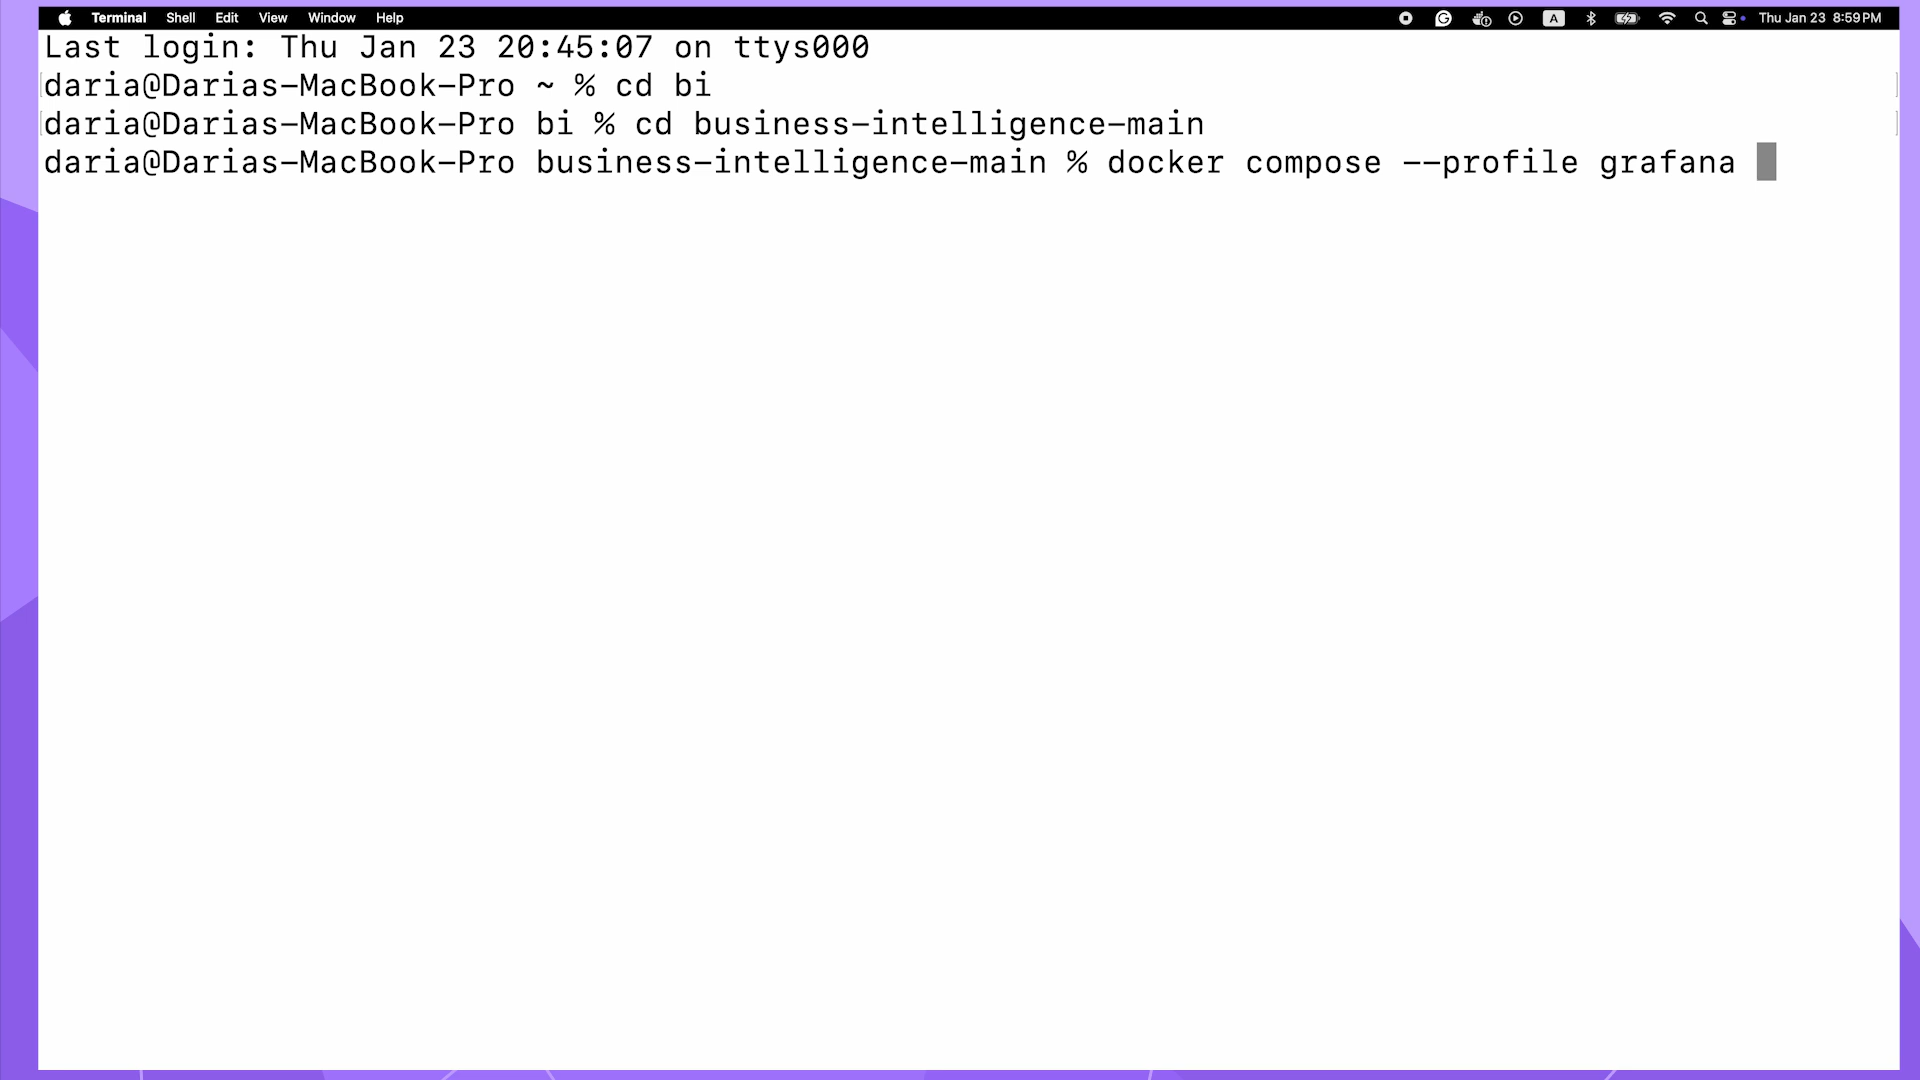 Terminal Shell Edit View Window Help A Thu Jan 23 8:59 PM
Last login: Thu Jan 23 20:45:07 on ttys000
daria@Darias-MacBook-Pro ~ % cd bi
daria@Darias-MacBook-Pro bi % cd business-intelligence-main
daria@Darias-MacBook-Pro business-intelligence-main % docker compose --profile grafana